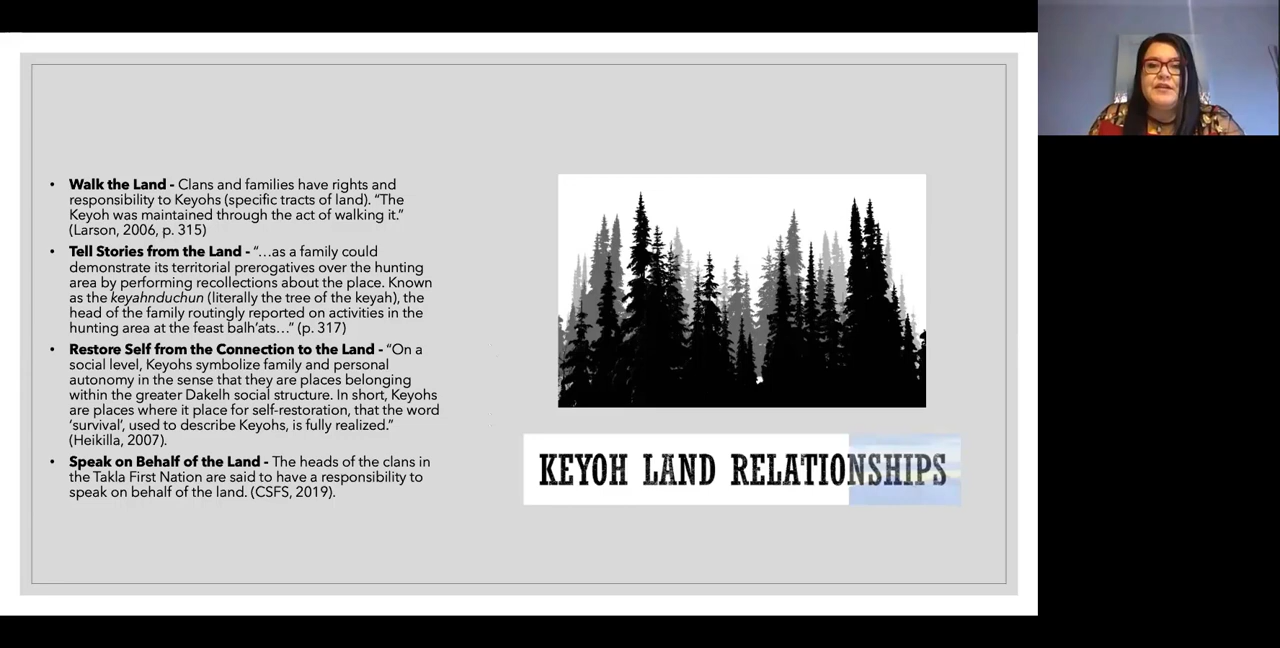 • Walk the Land - Clans and families have rights and
responsibility to Keyohs (specific tracts of land). “The
Keyoh was maintained through the act of walking it.”
(Larson, 2006, p. 315)
• Tell Stories from the Land - “…as a family could
demonstrate its territorial prerogatives over the hunting
area by performing recollections about the place. Known
as the keyahnduchun (literally the tree of the keyah), the
head of the family routingly reported on activities in the
hunting area at the feast balh’ats…” (p. 317)
• Restore Self from the Connection to the Land - “On a
social level, Keyohs symbolize family and personal
autonomy in the sense that they are places belonging
within the greater Dakelh social structure. In short, Keyohs
are places where it place for self-restoration, that the word
‘survival’, used to describe Keyohs, is fully realized.”
(Heikilla, 2007).
• Speak on Behalf of the Land - The heads of the clans in
the Takla First Nation are said to have a responsibility to
speak on behalf of the land. (CSFS, 2019).
KEYOH LAND RELATIONSHIPS